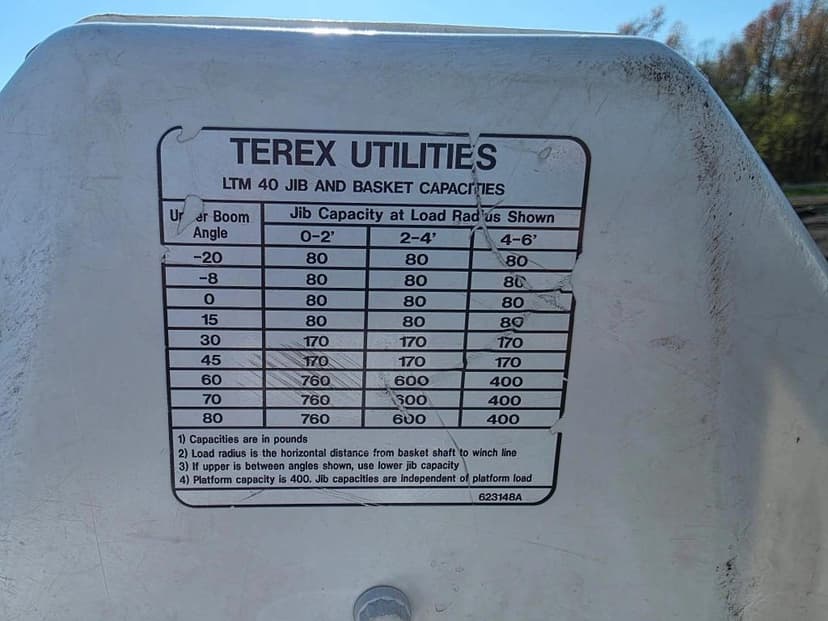 TEREX UTILITIES
LTM 40 JIB AND BASKET CAPACITIES
Boom Angle
Jib Capacity at Load Radius Shown
0-2' 2-4' 4-6'
-20 80 80 80
-8 80 80 80
0 80 80 80
15 80 80 80
30 170 170 170
45 170 170 170
60 760 600 400
70 760 600 400
80 760 600 400
1) Capacities are in pounds
2) Load radius is the horizontal distance from basket shaft to winch line
3) If upper is between angles shown, use lower jib capacity
4) Platform capacity is 400. Jib capacities are independent of platform load
623148A